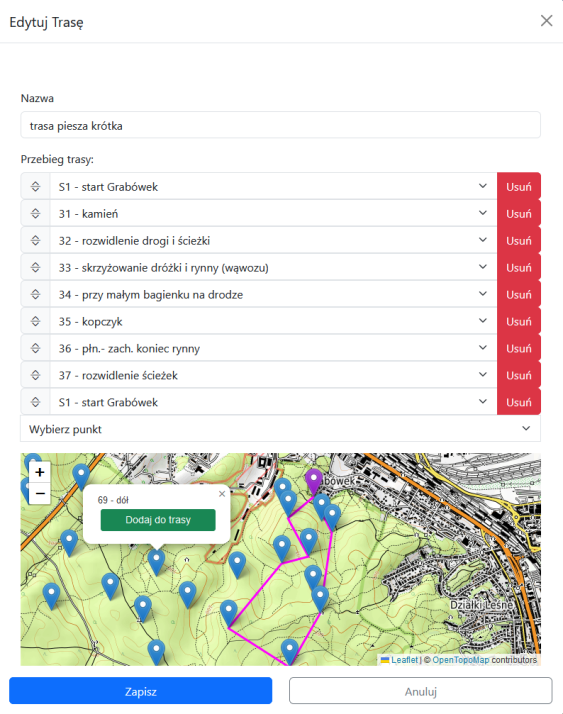 Edytuj Trasę
Nazwa
trasa piesza krótka
Przebieg trasy:
S1 - start Grabówek Usuń
31 - kamień Usuń
32 - rozwidlenie drogi i ścieżki Usuń
33 - skrzyżowanie dróżki i rynny (wąwozu) Usuń
34 - przy małym bagienku na drodze Usuń
35 - kopczyk Usuń
36 - płn.- zach. koniec rynny Usuń
37 - rozwidlenie ścieżek Usuń
S1 - start Grabówek Usuń
Wybierz punkt
+
−
69 - dół
Dodaj do trasy
Działki Leśne
Leaflet | © OpenTopoMap contributors
Zapisz Anuluj